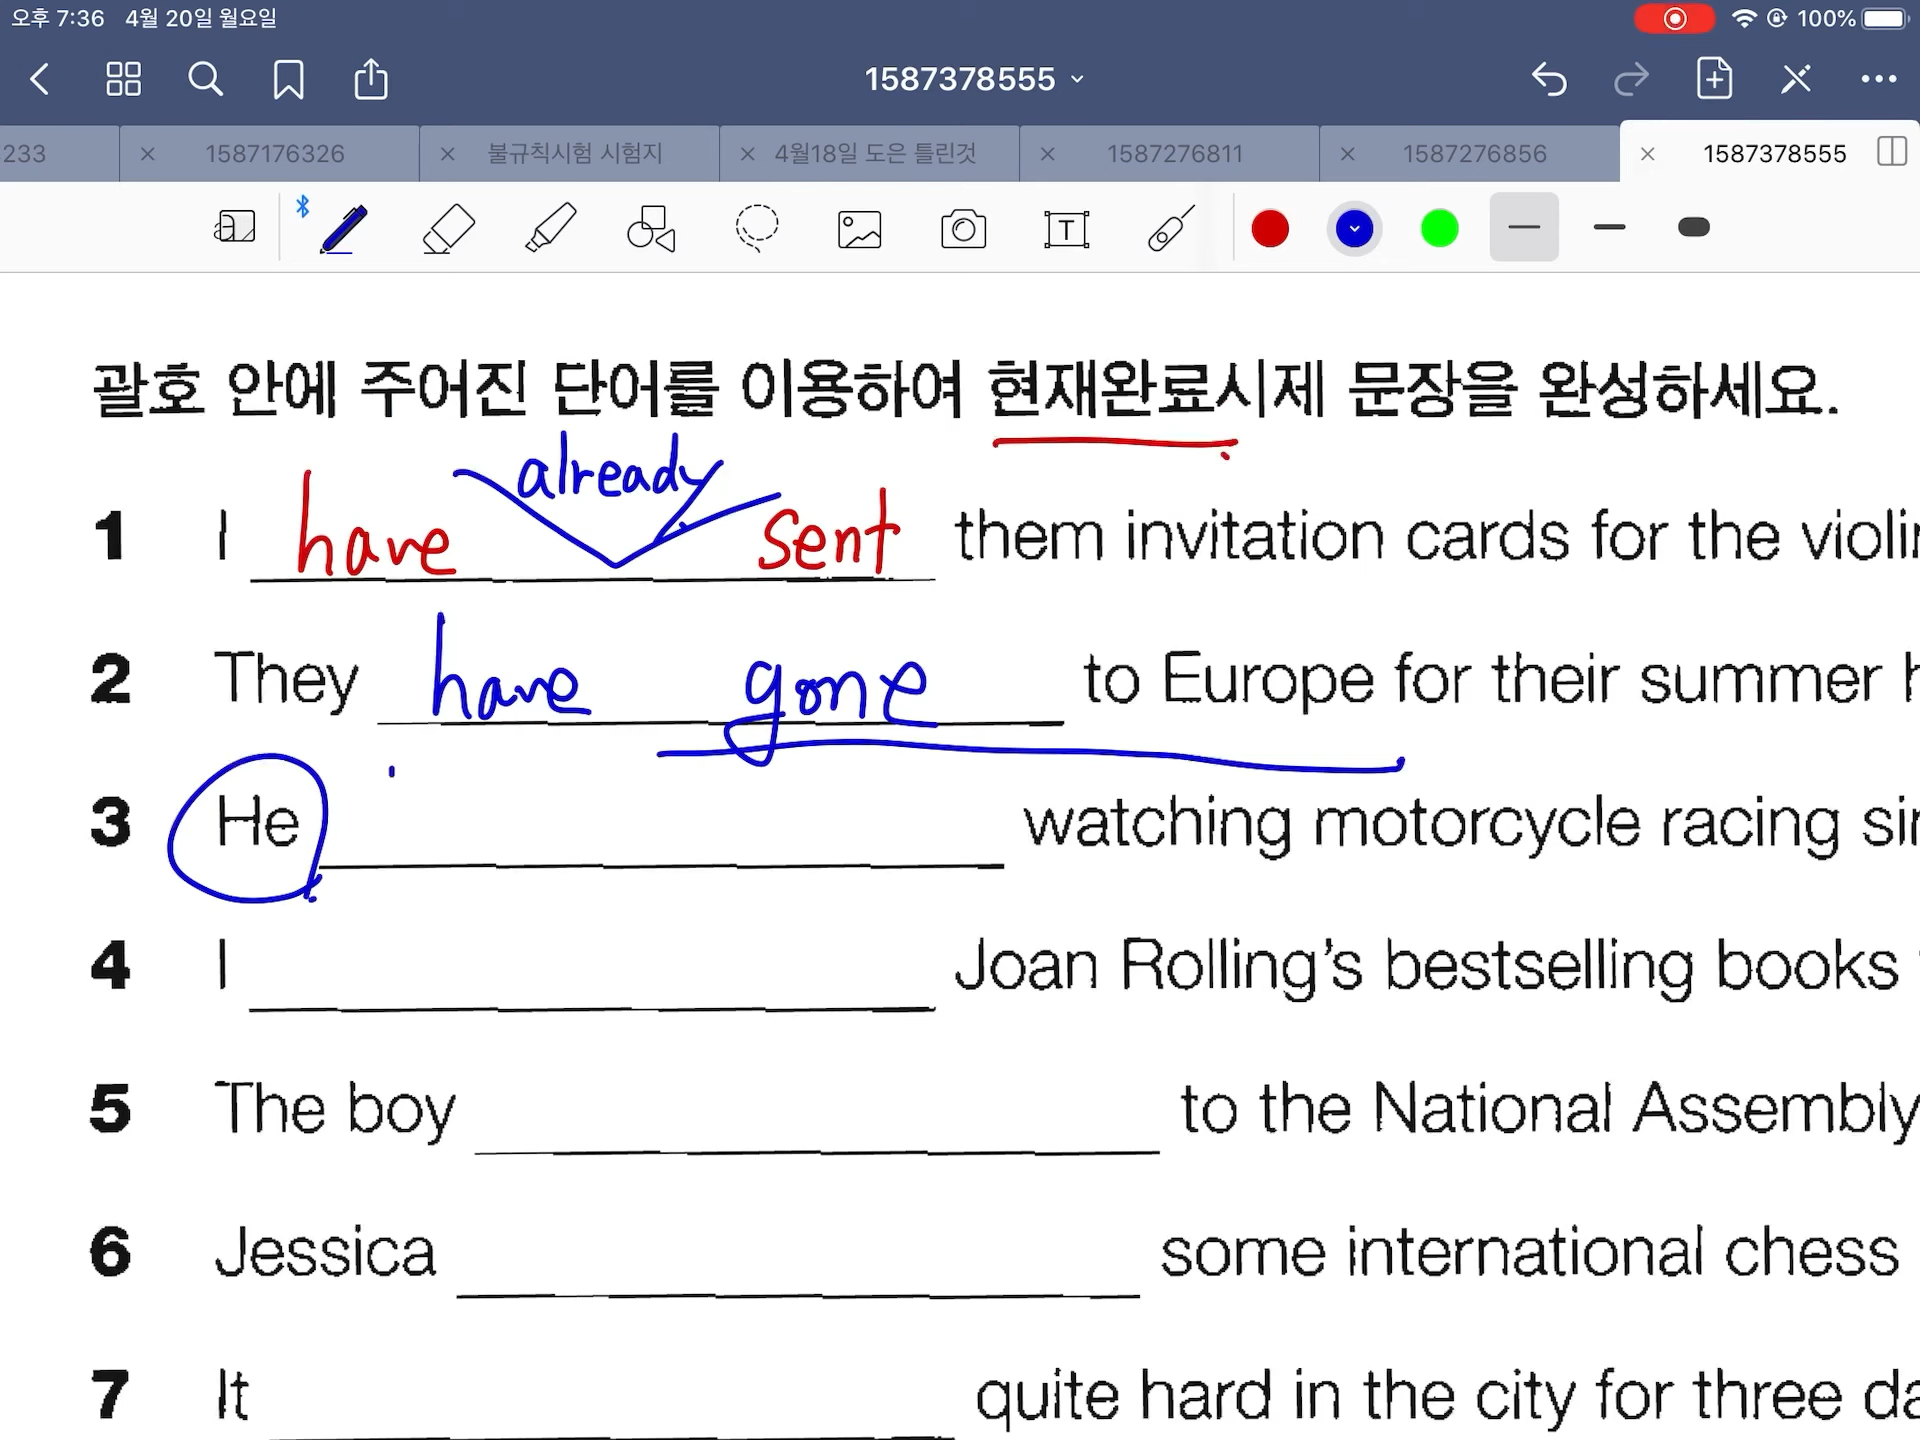 오후 7:36 4월 20일 월요일 100%
1587378555
233 1587176326 불규칙시험 시험지 4월18일 도은 틀린것 1587276811 1587276856 1587378555
괄호 안에 주어진 단어를 이용하여 현재완료시제 문장을 완성하세요.
already
1 I have sent them invitation cards for the
2 They have gone to Europe for their summer
3 He watching motorcycle racing
4 I Joan Rolling's bestselling books
5 The boy to the National Assembly
6 Jessica some international chess
7 It quite hard in the city for three